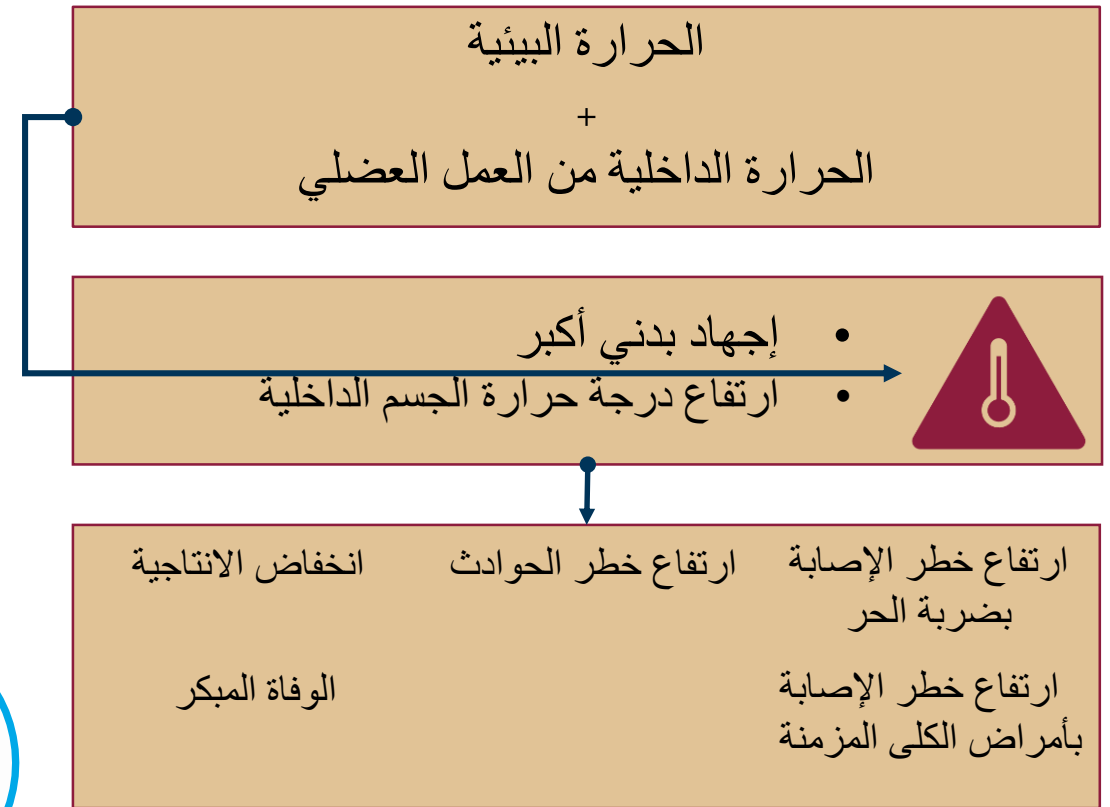 الحرارة البيئية
+
الحرارة الداخلية من العمل العضلي
• إجهاد بدني أكبر
• ارتفاع درجة حرارة الجسم الداخلية
ارتفاع خطر الإصابة
بضربة الحر
ارتفاع خطر الحوادث
انخفاض الانتاجية
ارتفاع خطر الإصابة
بأمراض الكلى المزمنة
الوفاة المبكر